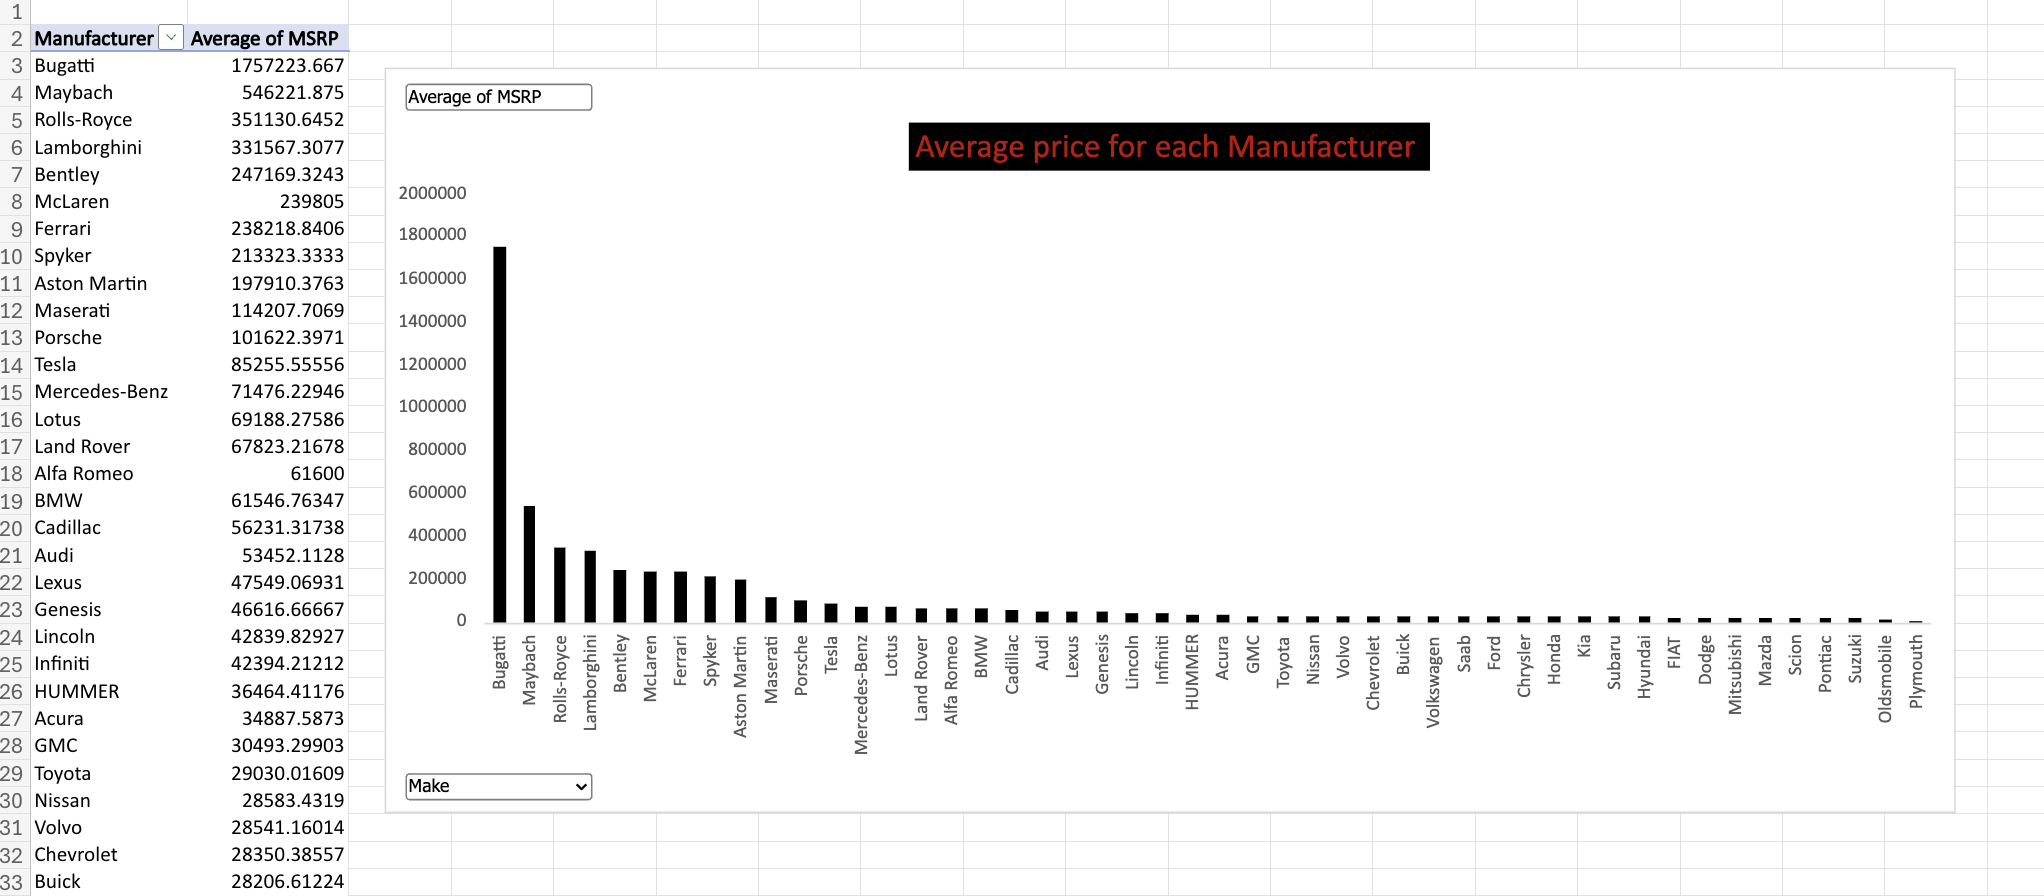 1
2 Manufacturer Average of MSRP
3 Bugatti 1757223.667
4 Maybach 546221.875
5 Rolls-Royce 351130.6452
6 Lamborghini 331567.3077
7 Bentley 247169.3243
8 McLaren 239805
9 Ferrari 238218.8406
10 Spyker 213323.3333
11 Aston Martin 197910.3763
12 Maserati 114207.7069
13 Porsche 101622.3971
14 Tesla 85255.55556
15 Mercedes-Benz 71476.22946
16 Lotus 69188.27586
17 Land Rover 67823.21678
18 Alfa Romeo 61600
19 BMW 61546.76347
20 Cadillac 56231.31738
21 Audi 53452.1128
22 Lexus 47549.06931
23 Genesis 46616.66667
24 Lincoln 42839.82927
25 Infiniti 42394.21212
26 HUMMER 36464.41176
27 Acura 34887.5873
28 GMC 30493.29903
29 Toyota 29030.01609
30 Nissan 28583.4319
31 Volvo 28541.16014
32 Chevrolet 28350.38557
33 Buick 28206.61224
Average of MSRP
Average price for each Manufacturer
2000000
1800000
1600000
1400000
1200000
1000000
800000
600000
400000
200000
0
Bugatti
Maybach
Rolls-Royce
Lamborghini
Bentley
McLaren
Ferrari
Spyker
Aston Martin
Maserati
Porsche
Tesla
Mercedes-Benz
Lotus
Land Rover
Alfa Romeo
BMW
Cadillac
Audi
Lexus
Genesis
Lincoln
Infiniti
HUMMER
Acura
GMC
Toyota
Nissan
Volvo
Chevrolet
Buick
Volkswagen
Saab
Ford
Chrysler
Honda
Kia
Subaru
Hyundai
FIAT
Dodge
Mitsubishi
Mazda
Scion
Pontiac
Suzuki
Oldsmobile
Plymouth
Make